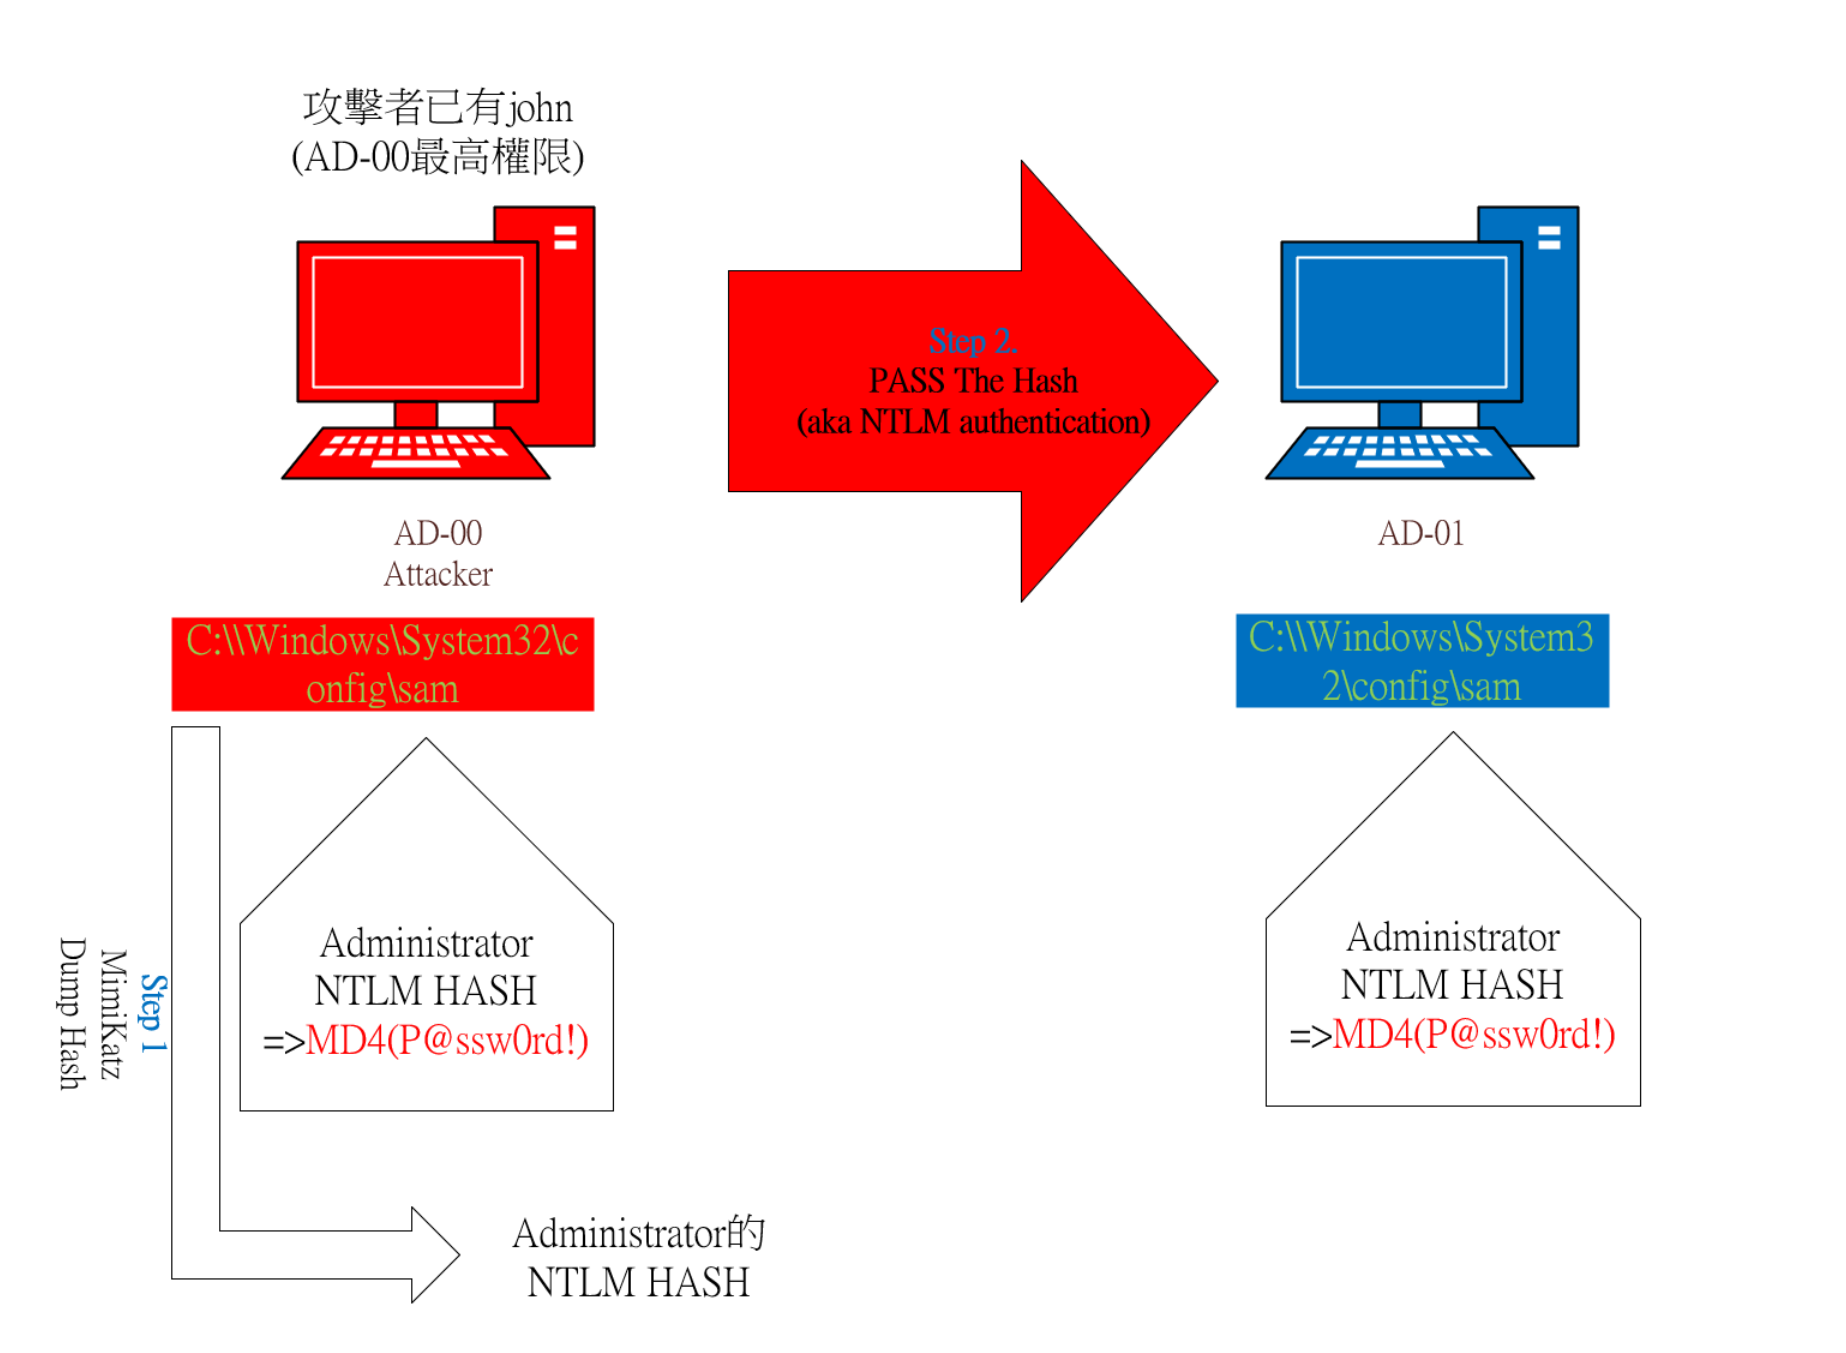 攻擊者已有john
(AD-00最高權限)
Step 2.
PASS The Hash
(aka NTLM authentication)
AD-00
Attacker
AD-01
C:\\Windows\System32\c
onfig\sam
C:\\Windows\System3
2\config\sam
Step 1
MimiKatz
Dump Hash
Administrator
NTLM HASH
=>MD4(P@ssw0rd!)
Administrator
NTLM HASH
=>MD4(P@ssw0rd!)
Administrator的
NTLM HASH